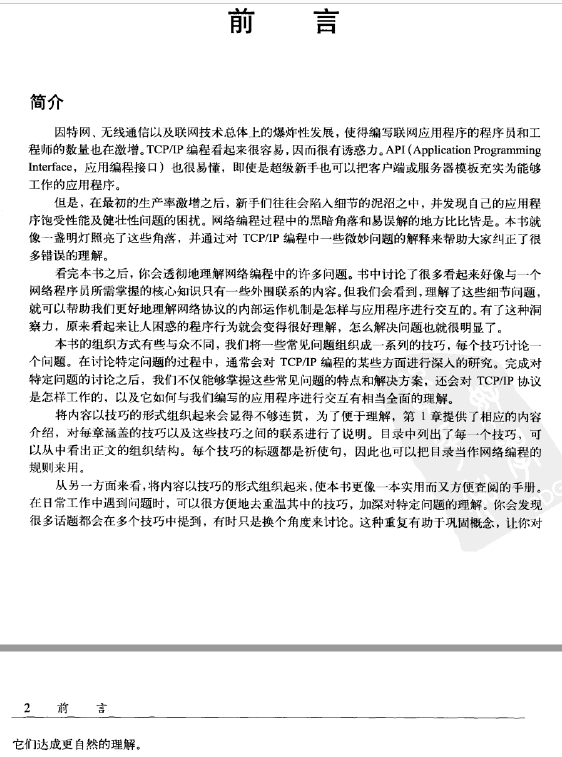 前 言
简介
因特网、无线通信以及联网技术总体上的爆炸性发展，使得编写联网应用程序的程序员和工
程师的数量也在激增。TCP/IP 编程看起来很容易，因而很有诱惑力。API（Application Programming
Interface，应用编程接口）也很易懂，即使是超级新手也可以把客户端或服务器模板充实为能够
工作的应用程序。
但是，在最初的生产率激增之后，新手们往往会陷入细节的泥沼之中，并发现自己的应用程
序饱受性能及健壮性问题的困扰。网络编程过程中的黑暗角落和易误解的地方比比皆是。本书就
像一盏明灯照亮了这些角落，并通过对 TCP/IP 编程中一些微妙问题的解释来帮助大家纠正了很
多错误的理解。
看完本书之后，你会透彻地理解网络编程中的许多问题。书中讨论了很多看起来好像与一个
网络程序员所需掌握的核心知识只有一些外围联系的内容。但我们会看到，理解了这些细节问题，
就可以帮助我们更好地理解网络协议的内部运作机制是怎样与应用程序进行交互的。有了这种洞
察力，原来看起来让人困惑的程序行为就会变得很好理解，怎么解决问题也就很明显了。
本书的组织方式有些与众不同，我们将一些常见问题组织成一系列的技巧，每个技巧讨论一
个问题。在讨论特定问题的过程中，通常会对 TCP/IP 编程的某些方面进行深入的研究。完成对
特定问题的讨论之后，我们不仅能够掌握这些常见问题的特点和解决方案，还会对 TCP/IP 协议
是怎样工作的，以及它如何与我们编写的应用程序进行交互有相当全面的理解。
将内容以技巧的形式组织起来会显得不够连贯，为了便于理解，第 1 章提供了相应的内容
介绍，对每章涵盖的技巧以及这些技巧之间的联系进行了说明。目录中列出了每一个技巧，可
以从中看出正文的组织结构。每个技巧的标题都是祈使句，因此也可以把目录当作网络编程的
规则来用。
从另一方面来看，将内容以技巧的形式组织起来，使本书更像一本实用而又方便查阅的手册。
在日常工作中遇到问题时，可以很方便地去重温其中的技巧，加深对特定问题的理解。你会发现
很多话题都会在多个技巧中提到，有时只是换个角度来讨论。这种重复有助于巩固概念，让你对
2 前 言
它们达成更自然的理解。